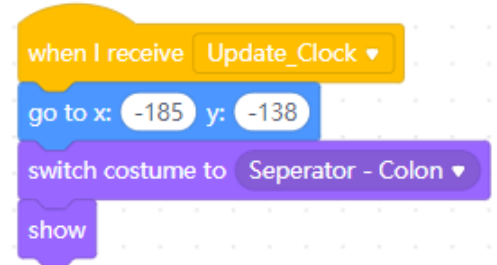 when I receive Update_Clock
go to x: -185 y: -138
switch costume to Seperator - Colon
show